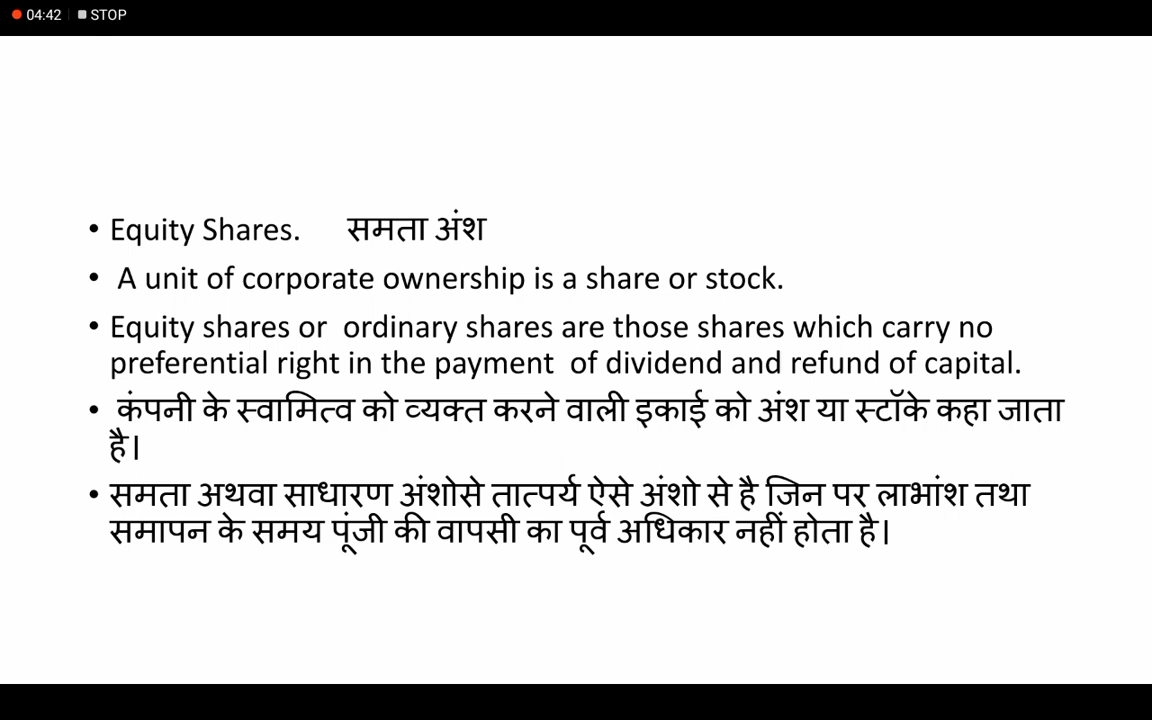 04:42 STOP
• Equity Shares. समता अंश
• A unit of corporate ownership is a share or stock.
• Equity shares or ordinary shares are those shares which carry no
preferential right in the payment of dividend and refund of capital.
• कंपनी के स्वामित्व को व्यक्त करने वाली इकाई को अंश या स्टॉके कहा जाता
है।
• समता अथवा साधारण अंशोसे तात्पर्य ऐसे अंशो से है जिन पर लाभांश तथा
समापन के समय पूंजी की वापसी का पूर्व अधिकार नहीं होता है।